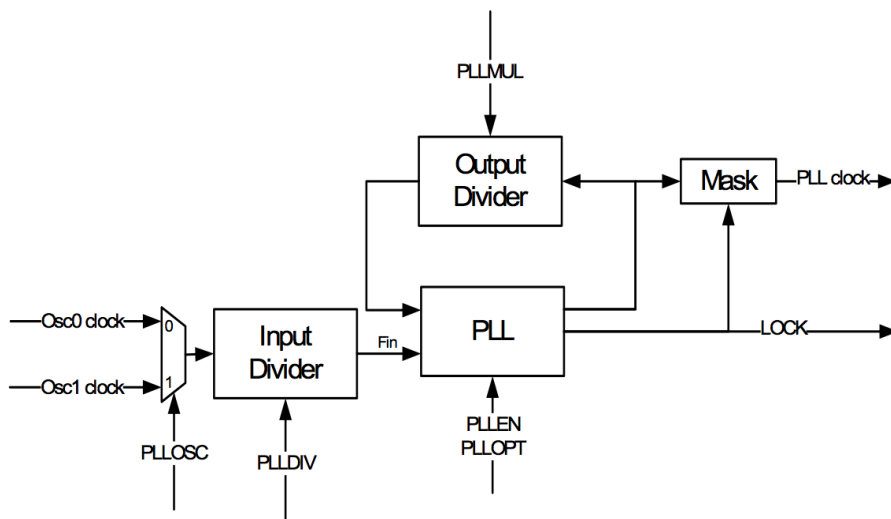 PLLMUL
Output
Divider
Mask
PLL clock
Osc0 clock
0
Input
Divider
Fin
PLL
LOCK
Osc1 clock
1
PLLOSC
PLLDIV
PLLEN
PLLOPT